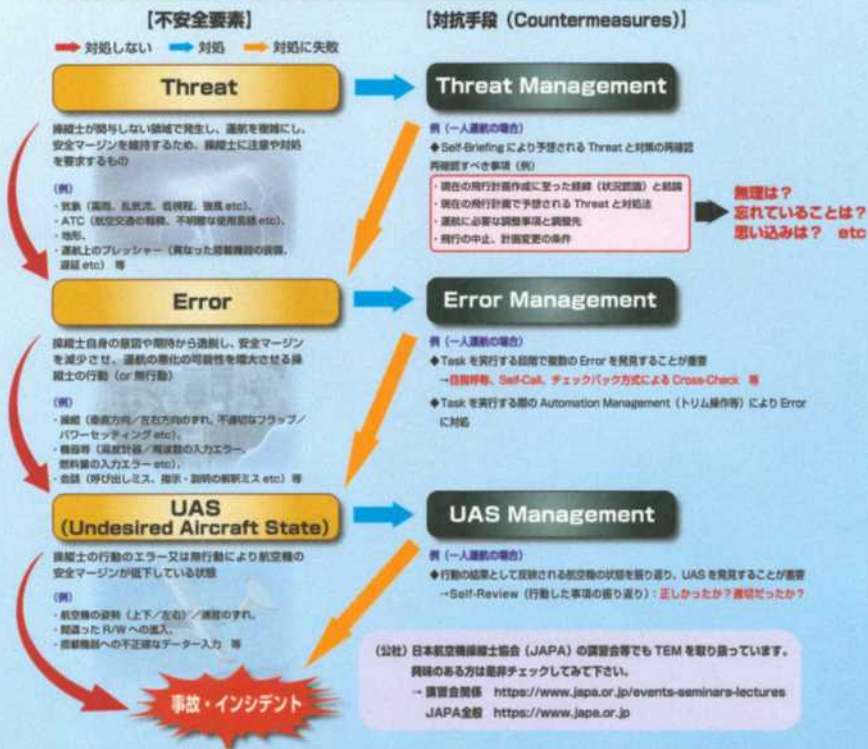 【不安全要素】
【対抗手段（Countermeasures）】
対処しない 対処 対処に失敗
Threat
Threat Management
操縦士が関与しない領域で発生し、運航を複雑にし、
安全マージンを維持するため、操縦士に注意や対処
を要求するもの
（例）
・気象（雷雨、乱気流、低視程、強風 etc）、
・ATC（航空交通の輻輳、不明瞭な使用言語 etc）、
・地形、
・運航上のプレッシャー（異なった搭載機器の装備、
遅延 etc） 等
例（一人運航の場合）
◆Self-Briefing により予想される Threat と対策の再確認
再確認すべき事項（例）
・現在の飛行計画作成に至った経緯（状況認識）と結論
・現在の飛行計画で予想される Threat と対処法
・運航に必要な調整事項と調整先
・飛行の中止、計画変更の条件
無理は？
忘れていることは？
思い込みは？ etc
Error
Error Management
操縦士自身の意図や期待から逸脱し、安全マージン
を減少させ、運航の悪化の可能性を増大させる操
縦士の行動（or 無行動）
（例）
・操縦（垂直方向／左右方向のずれ、不適切なフラップ／
パワーセッティング etc）、
・機器等（高度計器／周波数の入力エラー、
燃料量の入力エラー etc）、
・会話（呼び出しミス、指示・説明の解釈ミス etc）等
例（一人運航の場合）
◆Task を実行する段階で複数の Error を発見することが重要
→目指呼称、Self-Call、チェックバック方式による Cross-Check 等
◆Task を実行する際の Automation Management（トリム操作等）により Error
に対処
UAS
(Undesired Aircraft State)
UAS Management
操縦士の行動のエラー又は無行動により航空機の
安全マージンが低下している状態
（例）
・航空機の姿勢（上下／左右）／速度のずれ、
・間違った R/W への進入、
・搭載機器への不正確なデーター入力 等
例（一人運航の場合）
◆行動の結果として反映される航空機の状態を振り返り、UAS を発見することが重要
→Self-Review（行動した事項の振り返り）：正しかったか？適切だったか？
事故・インシデント
（公社）日本航空機操縦士協会（JAPA）の講習会等でも TEM を取り扱っています。
興味のある方は是非チェックしてみて下さい。
→ 講習会関係 https://www.japa.or.jp/events-seminars-lectures
JAPA全般 https://www.japa.or.jp